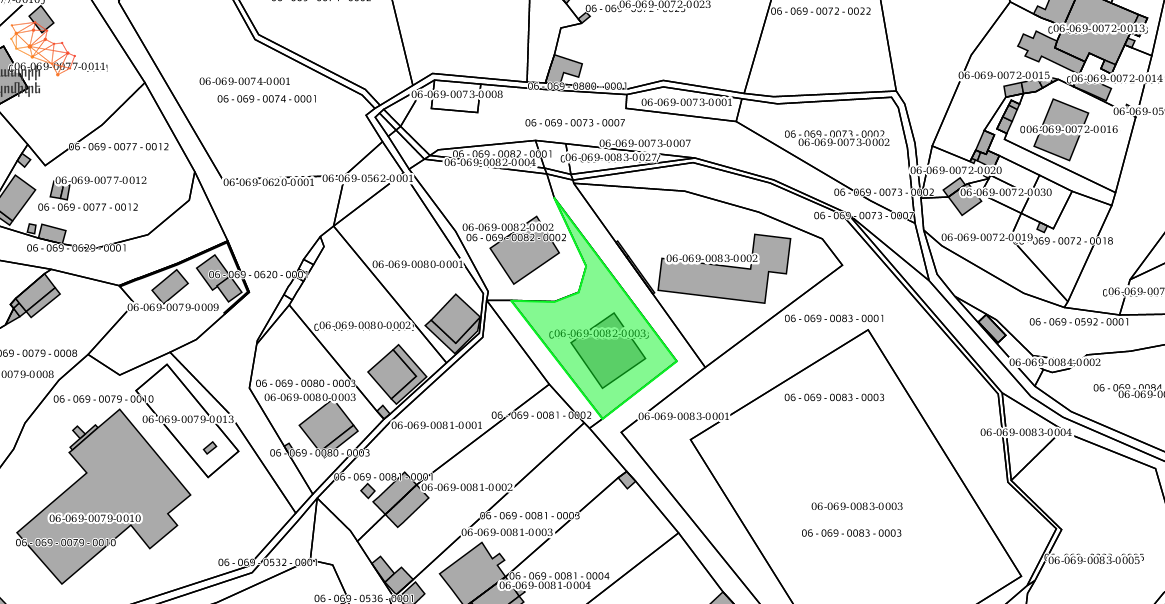 06-069-0072-0023
06 - 069 -0072 - 0022
06-069-0072-0013
06-069-0077-0011
06-069-0074-0001
06 - 069 - 0074 - 0001
06-069-0072-0015
06-069-0072-0014
06 - 069 - 0800 - 0001
06-069-0073-0008
06-069-0073-0001
06 - 069 - 0073 - 0007
06-069-0072-0016
06 - 069 - 0073 - 0002
06-069-0073-0002
06-069-0073-0007
06 - 069 - 0077 - 0012
06 - 069 - 0082 - 0001
06-069-0082-0004
06-069-0083-0027
06-069-0072-0020
06-069-0077-0012
06-069-0620-0001
06-069-0562-0001
06 - 069 - 0073 - 0002
06-069-0072-0030
06 - 069 - 0077 - 0012
06 - 069 - 0073 - 0007
06-069-0082-0002
06 - 069 - 0082 - 0002
06-069-0072-0019
06 - 069 - 0072 - 0018
06 - 069 - 0629 - 0001
06-069-0083-0002
06-069-0080-0001
06 - 069 - 0620 - 0001
06-069-0079-0009
06 - 069 - 0083 - 0001
06 - 069 - 0592 - 0001
06-069-0080-0002
06-069-0082-0003
069 - 0079 - 0008
0079-0008
06-069-0084-0002
06 - 069 - 0080 - 0003
06-069-0080-0003
06 - 069 - 0083 - 0003
06 - 069 - 0084
06 - 069 - 0079 - 0010
06-069-0079-0013
06 - 069 - 0081 - 0002
06-069-0083-0001
06-069-0081-0001
06-069-0083-0004
06 - 069 - 0080 - 0003
06 - 069 - 0081 - 0001
06-069-0081-0002
06-069-0083-0003
06-069-0079-0010
06 - 069 - 0081 - 0003
06-069-0081-0003
06 - 069 - 0083 - 0003
06 - 069 - 0079 - 0010
06 - 069 - 0532 - 0001
06-069-0083-0005
06 - 069 - 0081 - 0004
06-069-0081-0004
06 - 069 - 0536 - 0001